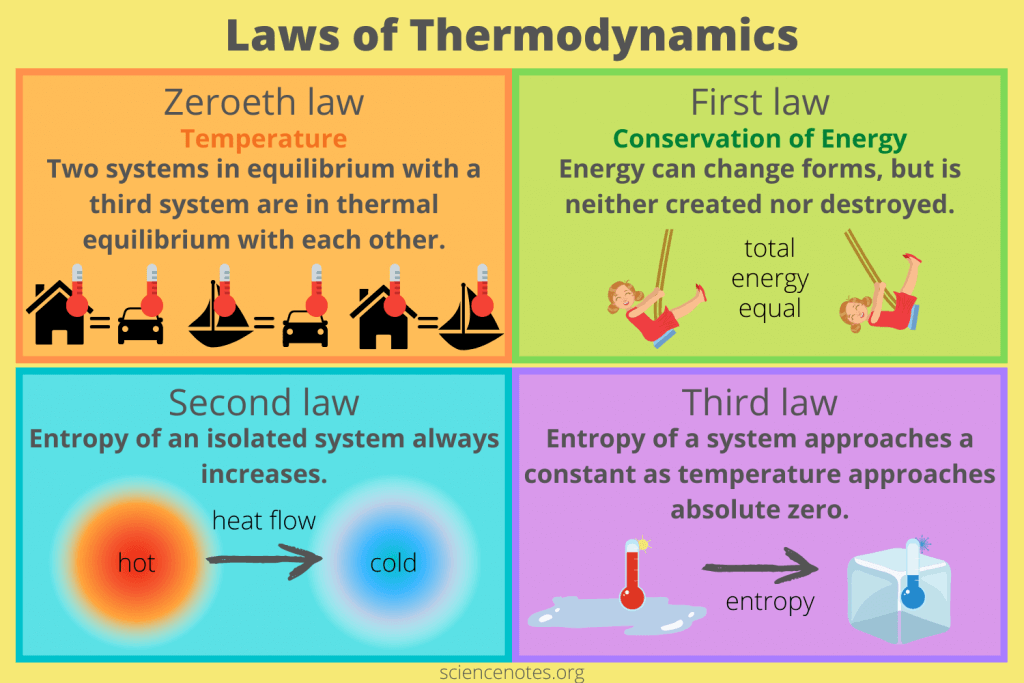 Laws of Thermodynamics
Zeroeth law
Temperature
Two systems in equilibrium with a
third system are in thermal
equilibrium with each other.
= = =
First law
Conservation of Energy
Energy can change forms, but is
neither created nor destroyed.
total
energy
equal
Second law
Entropy of an isolated system always
increases.
heat flow
hot
cold
Third law
Entropy of a system approaches a
constant as temperature approaches
absolute zero.
entropy
sciencenotes.org